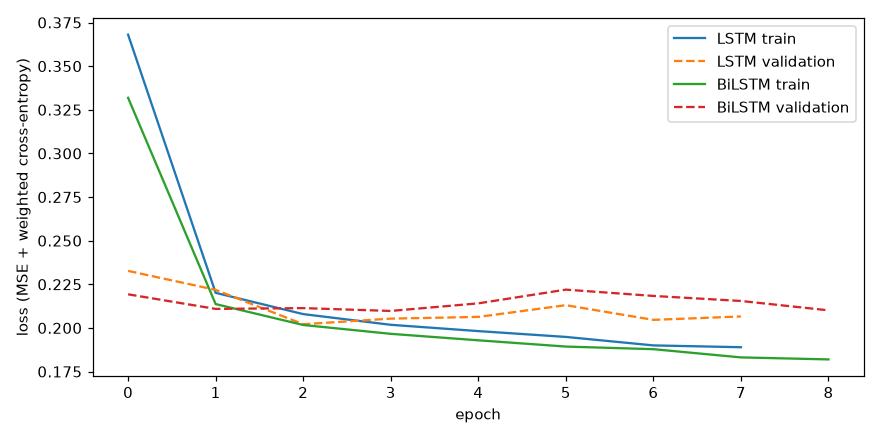 0.375
0.350
0.325
0.300
0.275
0.250
0.225
0.200
0.175
loss (MSE + weighted cross-entropy)
LSTM train
LSTM validation
BiLSTM train
BiLSTM validation
0 1 2 3 4 5 6 7 8
epoch